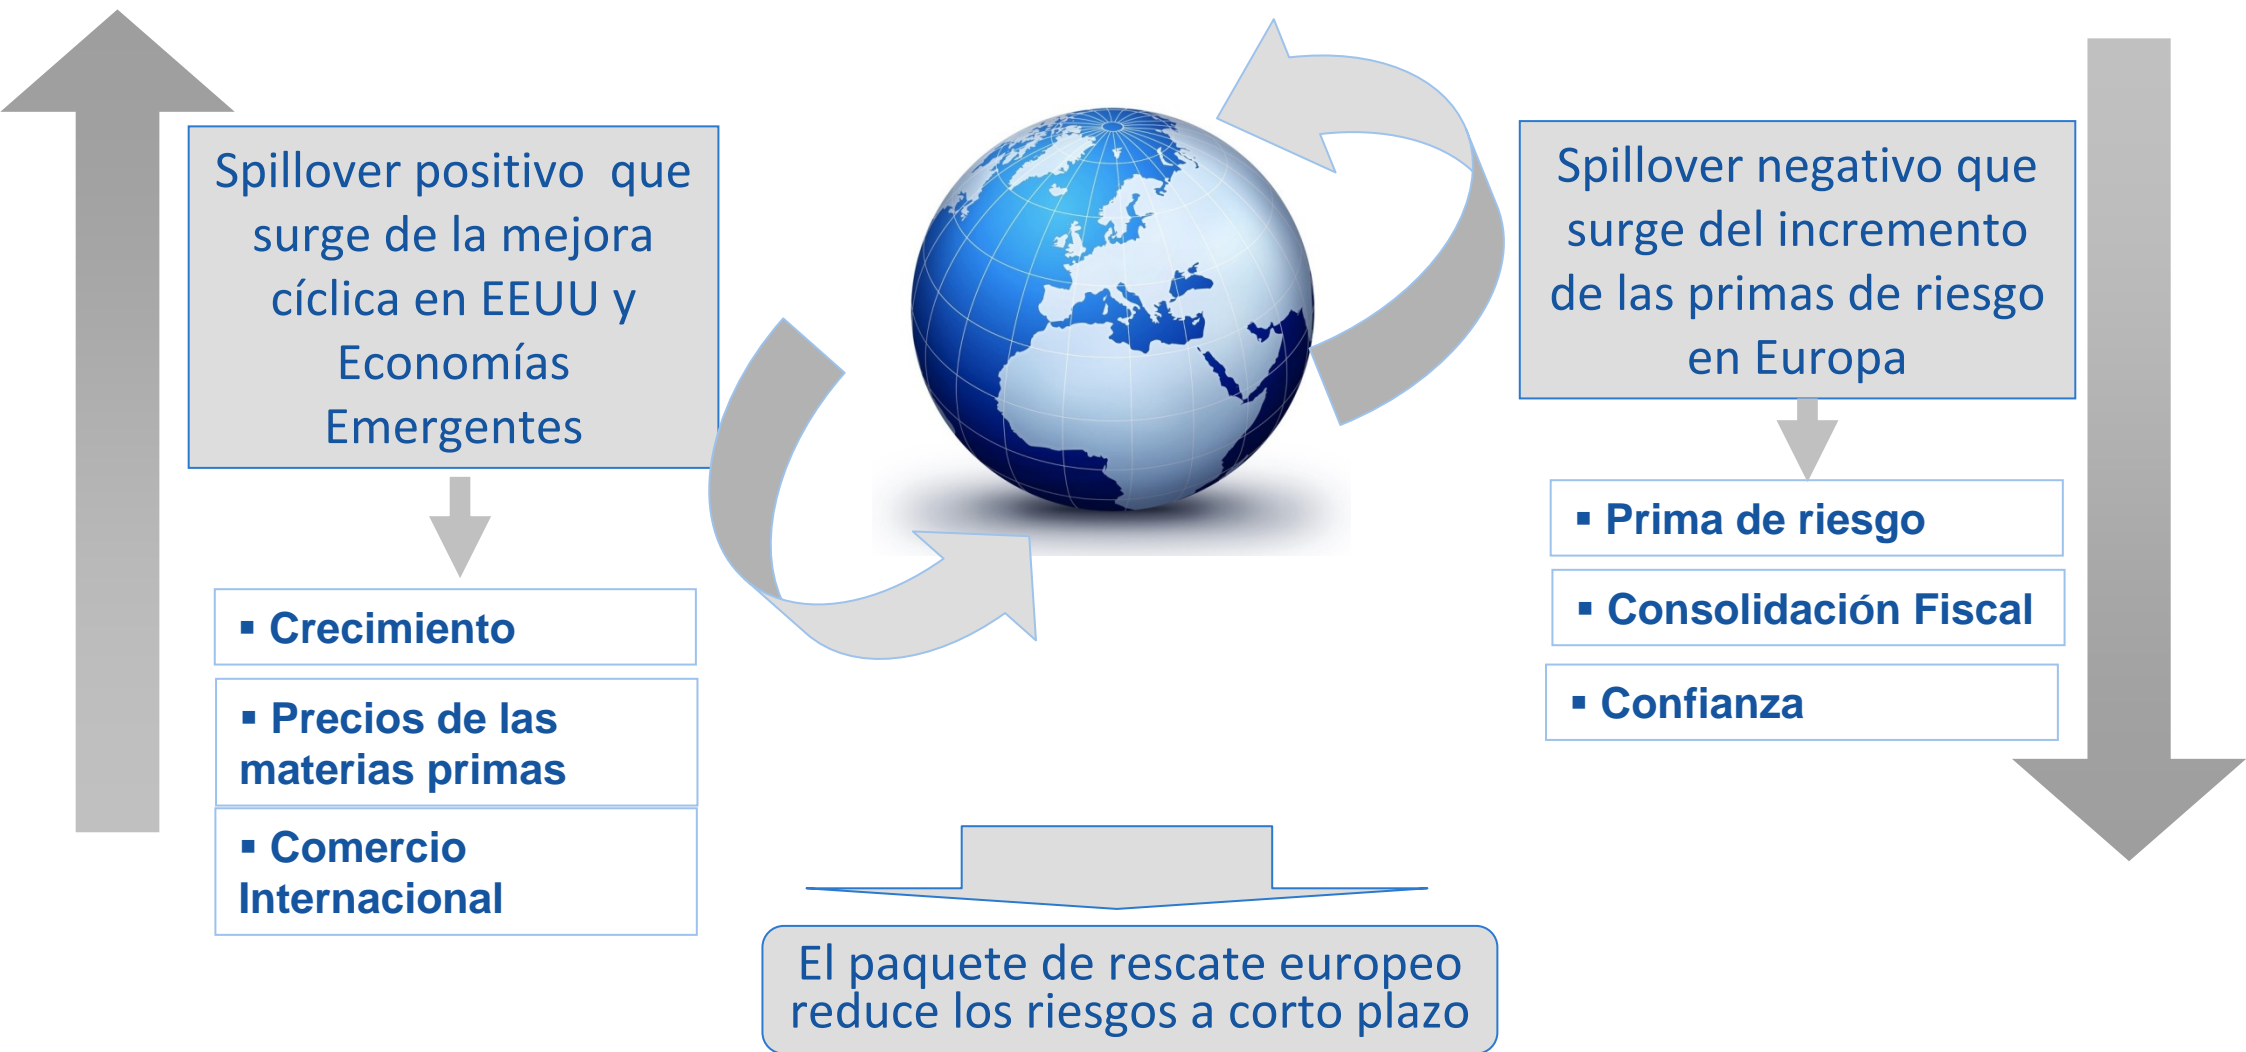 Spillover positivo que
surge de la mejora
cíclica en EEUU y
Economías
Emergentes
▪ Crecimiento
▪ Precios de las
materias primas
▪ Comercio
Internacional
Spillover negativo que
surge del incremento
de las primas de riesgo
en Europa
▪ Prima de riesgo
▪ Consolidación Fiscal
▪ Confianza
El paquete de rescate europeo
reduce los riesgos a corto plazo